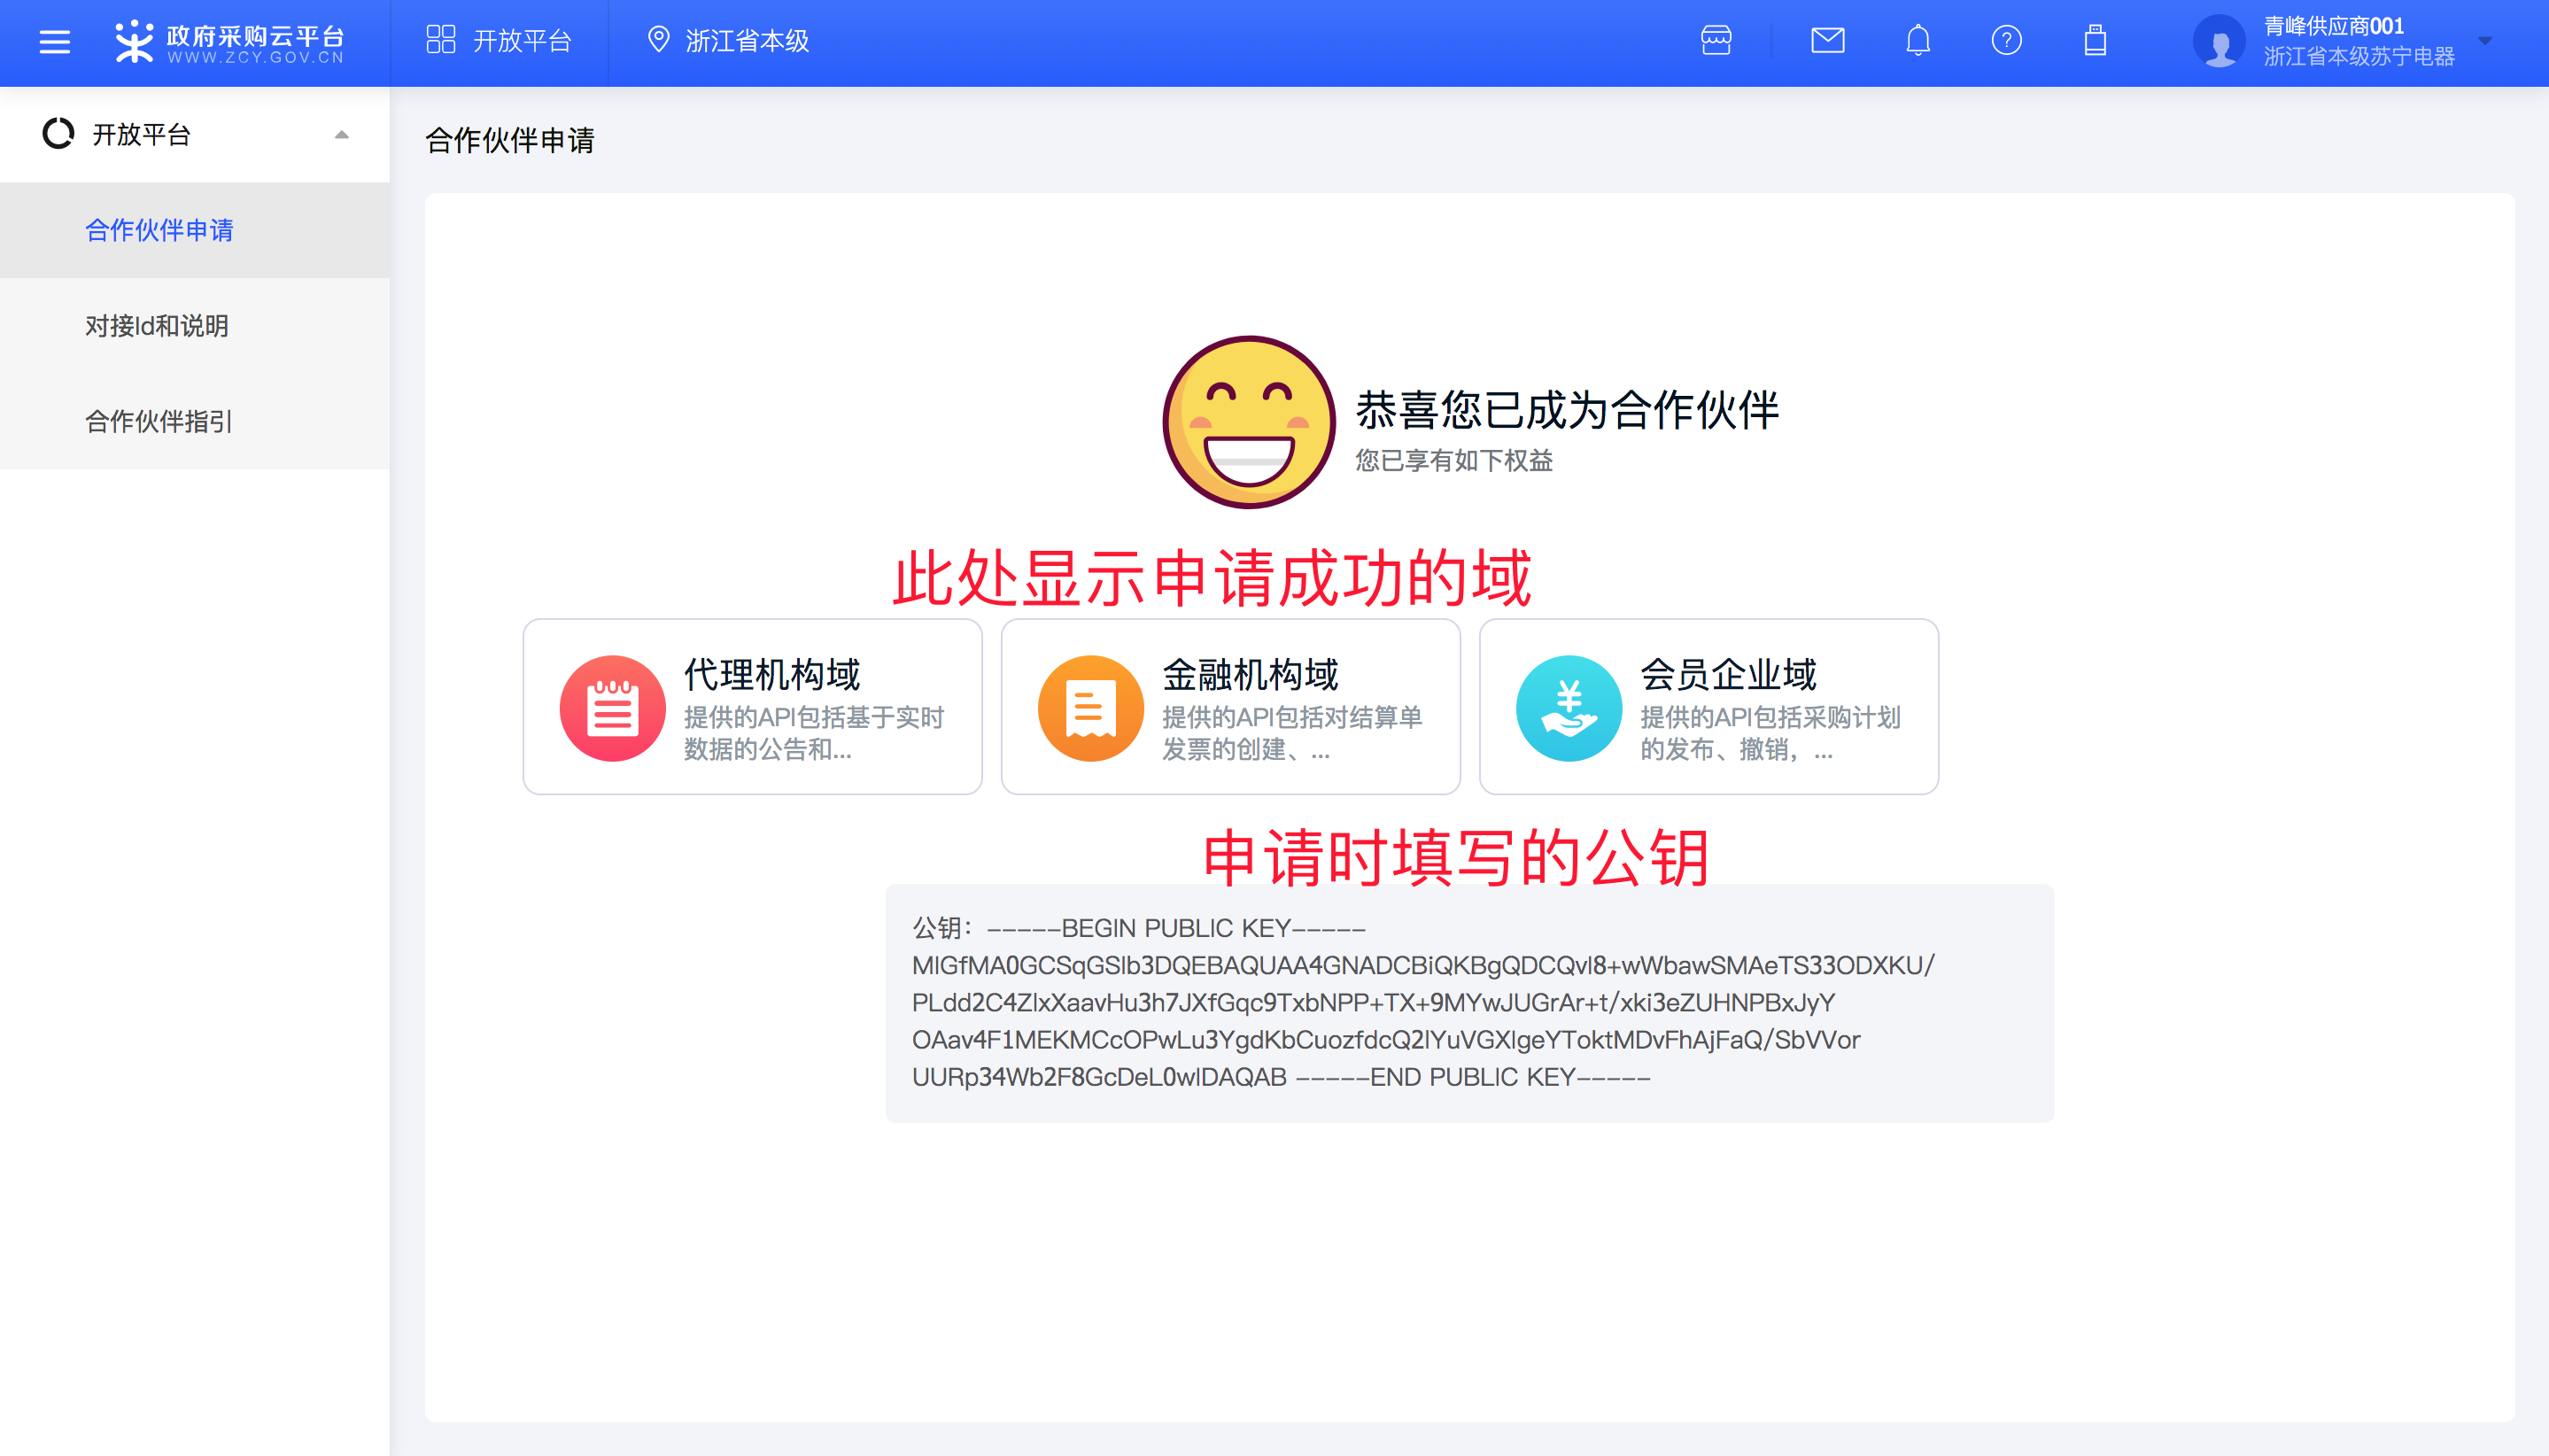 政府采购云平台
WWW.ZCY.GOV.CN
开放平台
浙江省本级
青峰供应商001
浙江省本级苏宁电器
开放平台
合作伙伴申请
对接Id和说明
合作伙伴指引
合作伙伴申请
恭喜您已成为合作伙伴
您已享有如下权益
此处显示申请成功的域
代理机构域
提供的API包括基于实时
数据的公告和...
金融机构域
提供的API包括对结算单
发票的创建、...
会员企业域
提供的API包括采购计划
的发布、撤销，...
申请时填写的公钥
公钥：-----BEGIN PUBLIC KEY-----
MIGfMA0GCSqGSIb3DQEBAQUAA4GNADCBiQKBgQDCQvI8+wWbawSMAeTS33ODXKU/
PLdd2C4ZIxXaavHu3h7JXfGqc9TxbNPP+TX+9MYwJUGrAr+t/xki3eZUHNPBxJyY
OAav4F1MEKMCcOPwLu3YgdKbCuozfdcQ2IYuVGXIgeYToktMDvFhAjFaQ/SbVVor
UURp34Wb2F8GcDeL0wIDAQAB -----END PUBLIC KEY-----